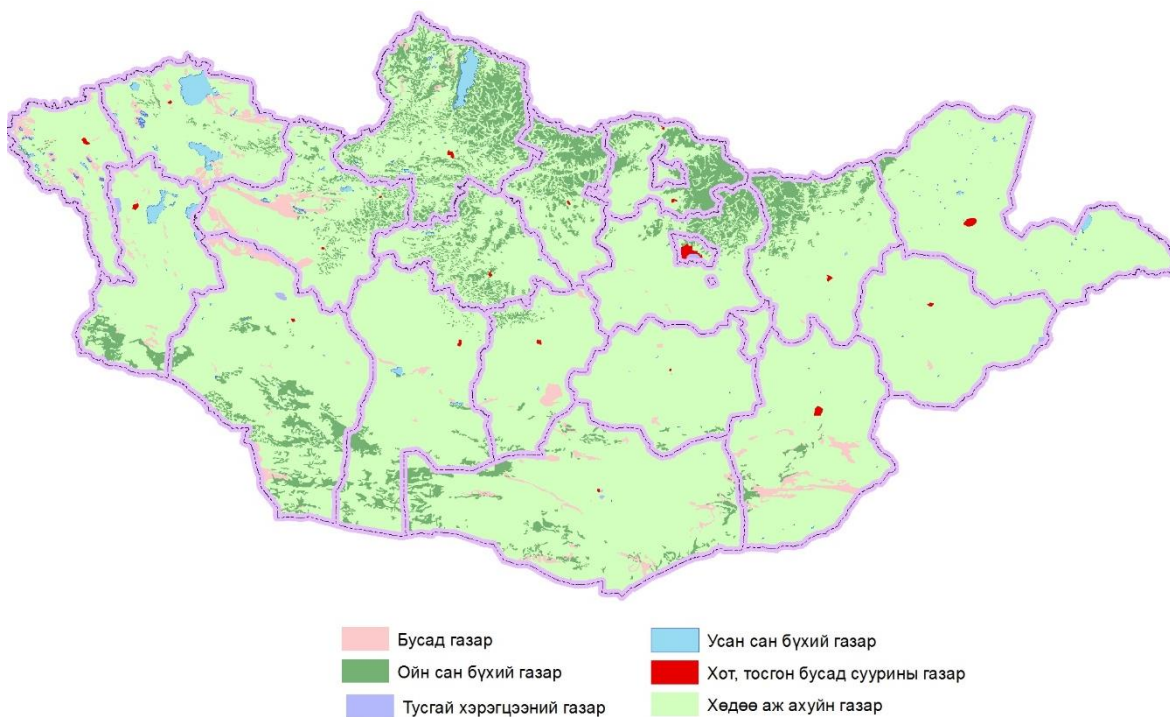 Бусад газар
Ойн сан бүхий газар
Тусгай хэрэгцээний газар
Усан сан бүхий газар
Хот, тосгон бусад суурины газар
Хөдөө аж ахуйн газар